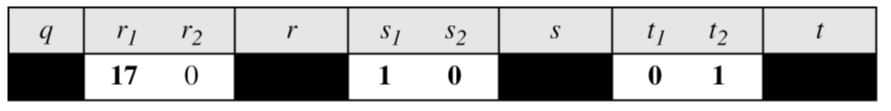 q r₁ r₂ r s₁ s₂ s t₁ t₂ t
17 0 1 0 0 1